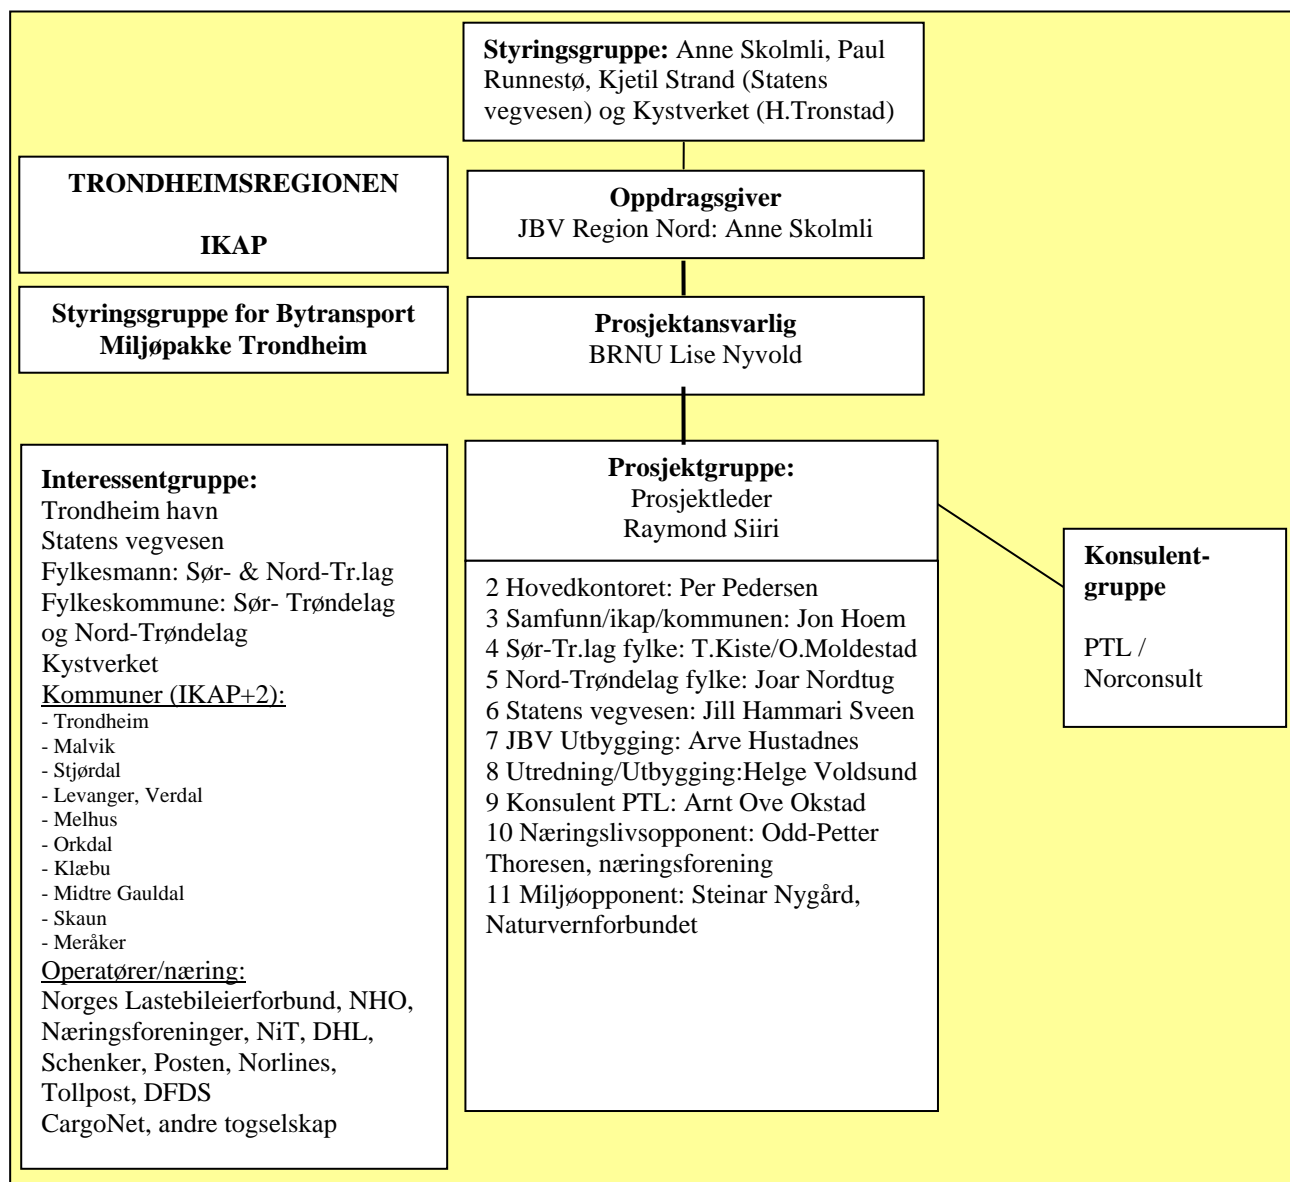 Styringsgruppe: Anne Skolmli, Paul
Runnestø, Kjetil Strand (Statens
vegvesen) og Kystverket (H.Tronstad)
TRONDHEIMSREGIONEN
IKAP
Oppdragsgiver
JBV Region Nord: Anne Skolmli
Styringsgruppe for Bytransport
Miljøpakke Trondheim
Prosjektansvarlig
BRNU Lise Nyvold
Interessentgruppe:
Trondheim havn
Statens vegvesen
Fylkesmann: Sør- & Nord-Tr.lag
Fylkeskommune: Sør- Trøndelag
og Nord-Trøndelag
Kystverket
Kommuner (IKAP+2):
- Trondheim
- Malvik
- Stjørdal
- Levanger, Verdal
- Melhus
- Orkdal
- Klæbu
- Midtre Gauldal
- Skaun
- Meråker
Operatører/næring:
Norges Lastebileierforbund, NHO,
Næringsforeninger, NiT, DHL,
Schenker, Posten, Norlines,
Tollpost, DFDS
CargoNet, andre togselskap
Prosjektgruppe:
Prosjektleder
Raymond Siiri
2 Hovedkontoret: Per Pedersen
3 Samfunn/ikap/kommunen: Jon Hoem
4 Sør-Tr.lag fylke: T.Kiste/O.Moldestad
5 Nord-Trøndelag fylke: Joar Nordtug
6 Statens vegvesen: Jill Hammari Sveen
7 JBV Utbygging: Arve Hustadnes
8 Utredning/Utbygging:Helge Voldsund
9 Konsulent PTL: Arnt Ove Okstad
10 Næringslivsopponent: Odd-Petter
Thoresen, næringsforening
11 Miljøopponent: Steinar Nygård,
Naturvernforbundet
Konsulent-
gruppe
PTL /
Norconsult